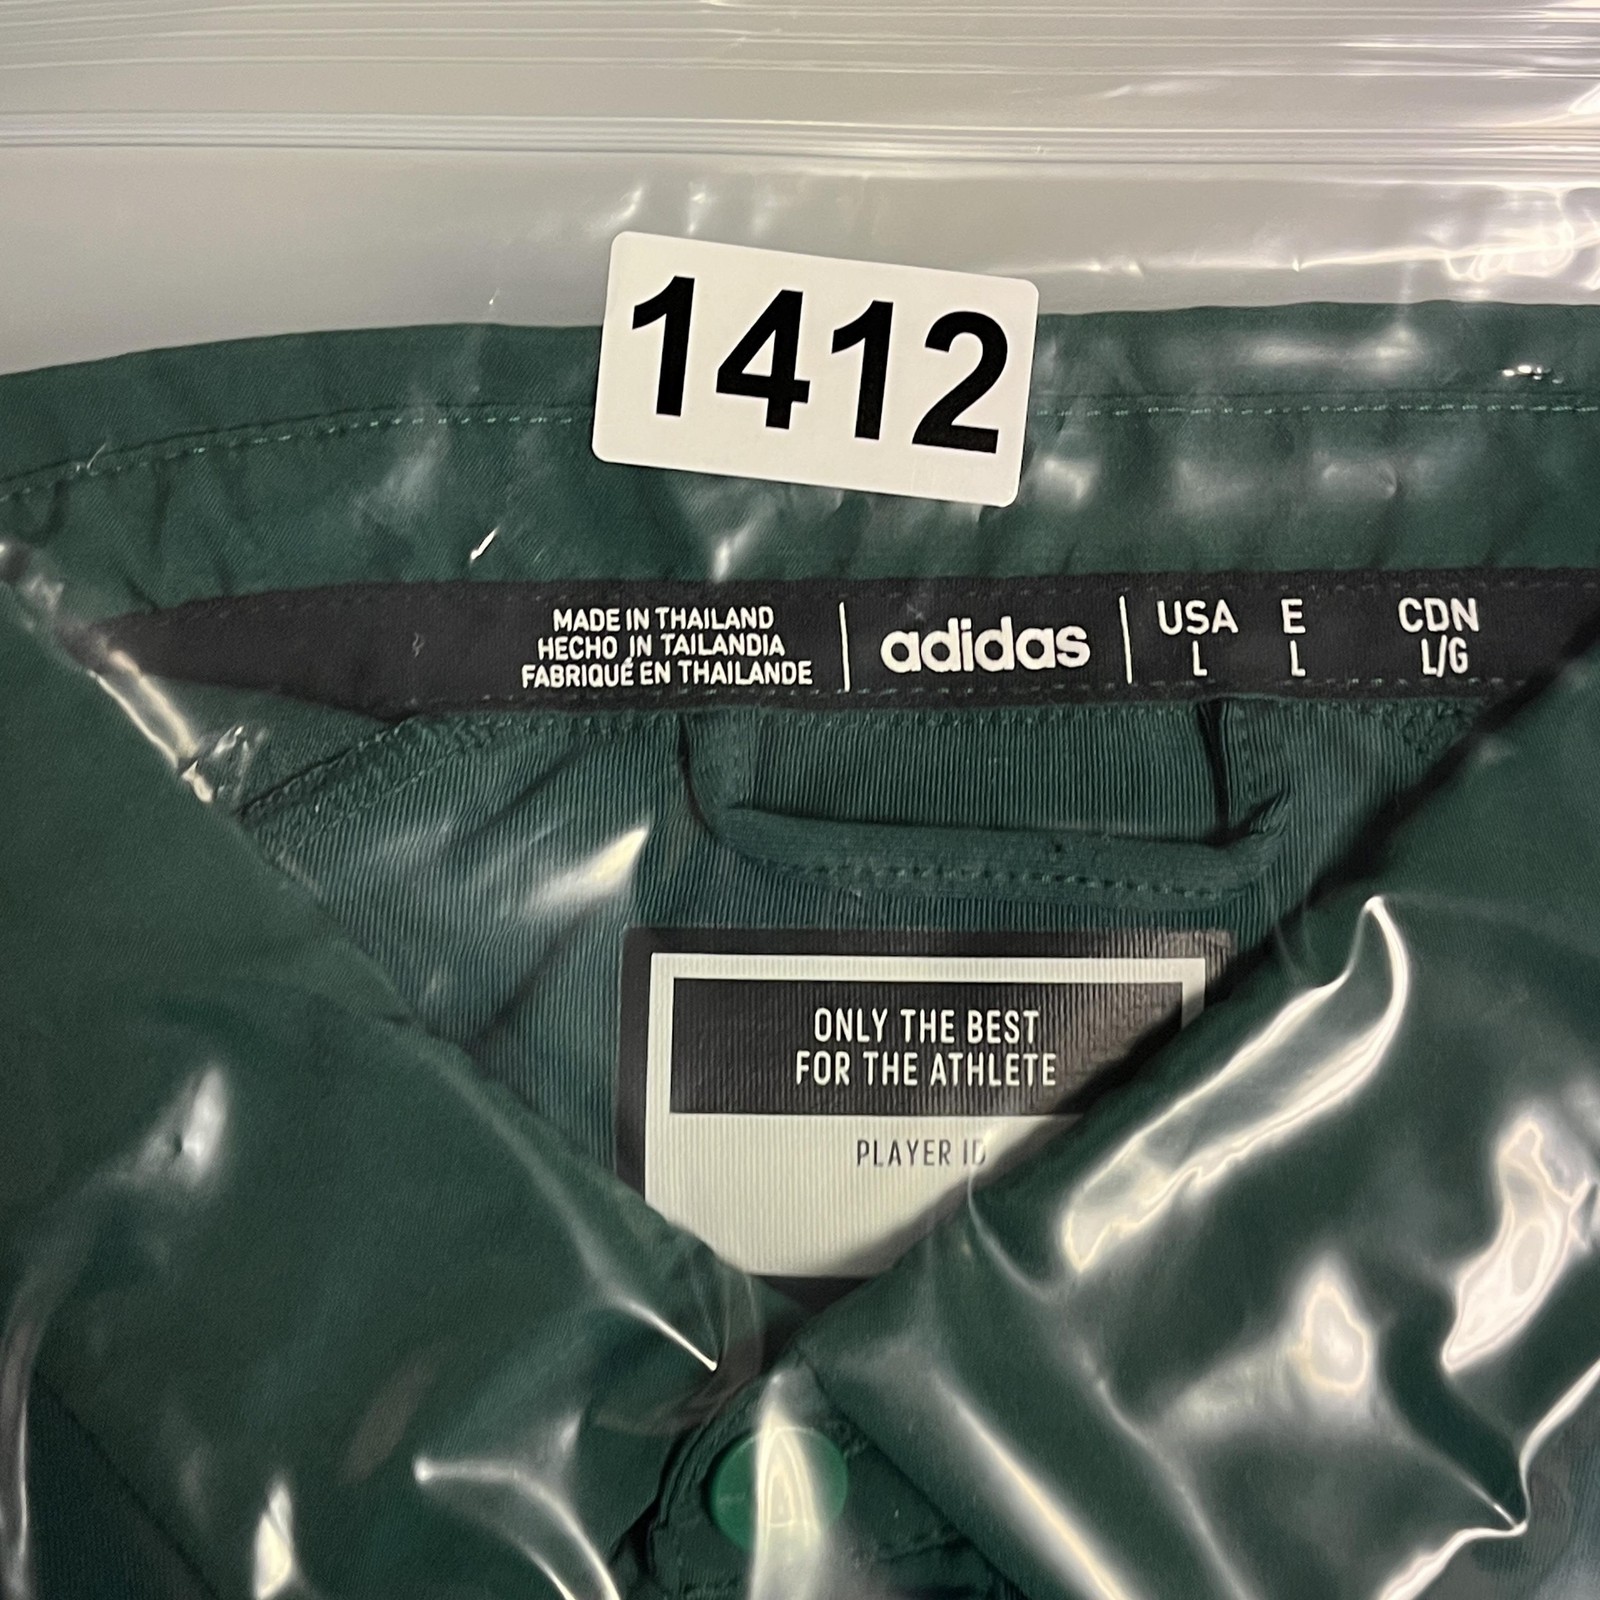 1412
MADE IN THAILAND
HECHO IN TAILANDIA
FABRIQUÉ EN THAILANDE
adidas
USA E CDN
L L L/G
ONLY THE BEST
FOR THE ATHLETE
PLAYER ID